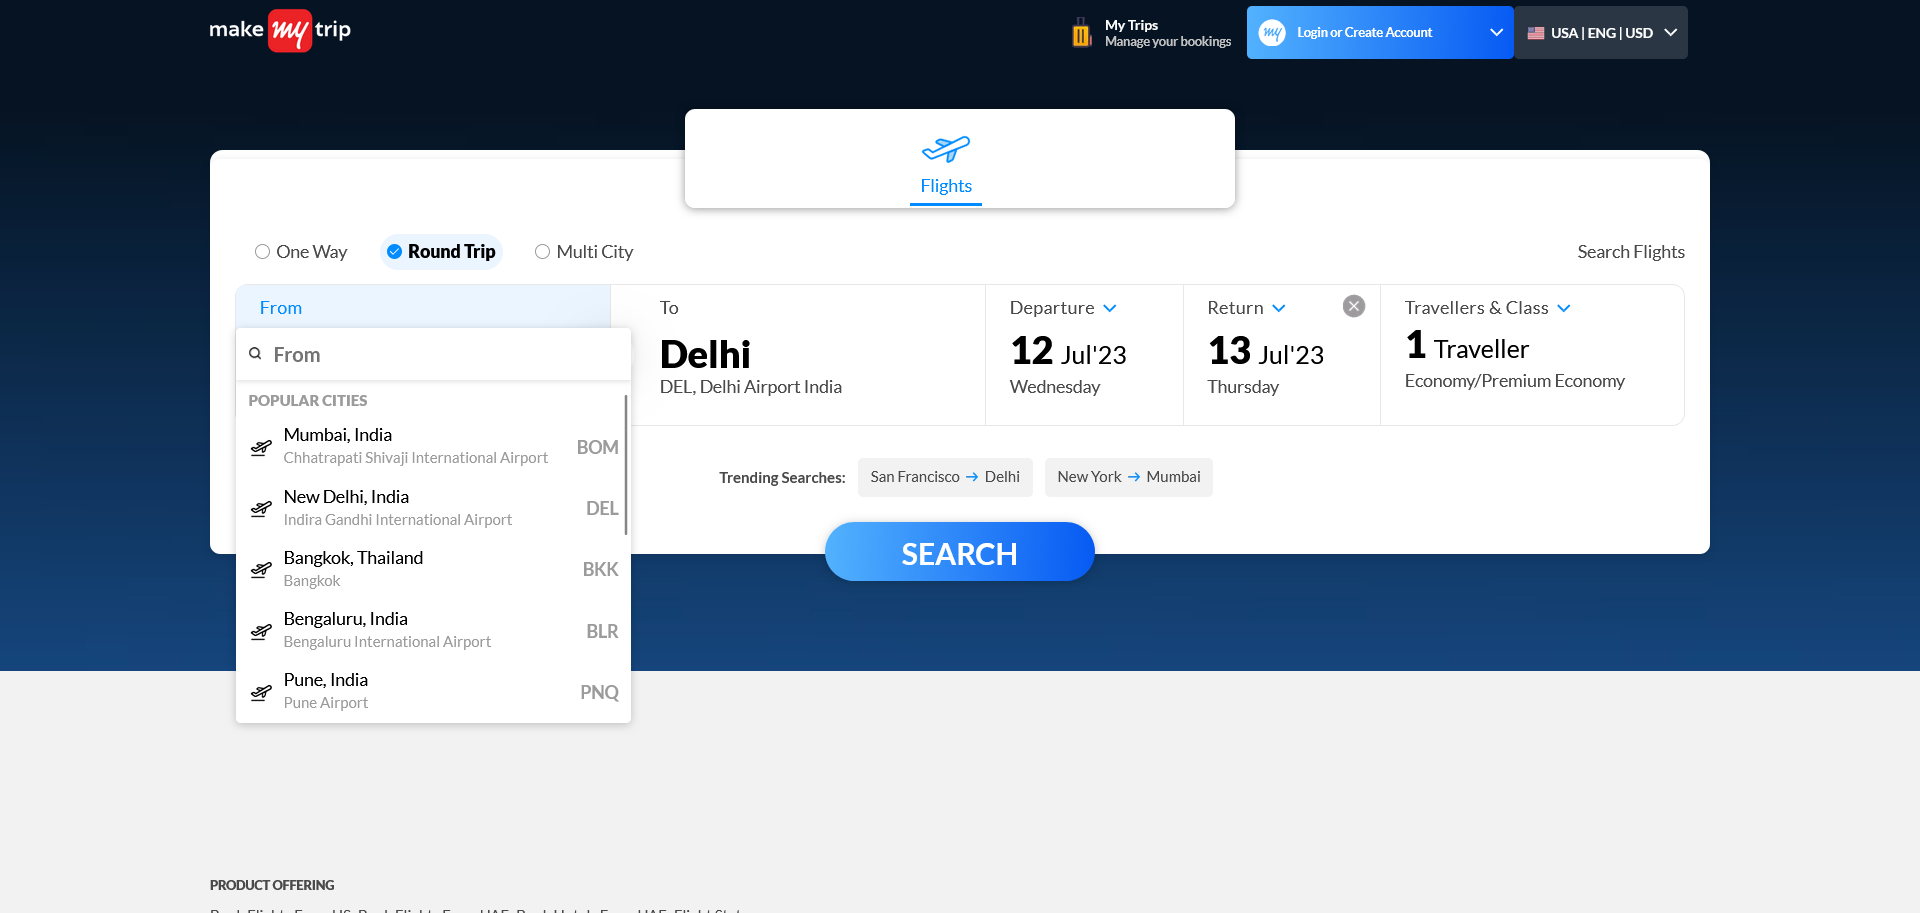 make my trip
My Trips
Manage your bookings
my
Login or Create Account
USA | ENG | USD
Flights
One Way
Round Trip
Multi City
Search Flights
From
To
Departure
Return
Travellers & Class
From
Delhi
12 Jul'23
13 Jul'23
1 Traveller
DEL, Delhi Airport India
Wednesday
Thursday
Economy/Premium Economy
POPULAR CITIES
Mumbai, India
Chhatrapati Shivaji International Airport
BOM
New Delhi, India
Indira Gandhi International Airport
DEL
Bangkok, Thailand
Bangkok
BKK
Bengaluru, India
Bengaluru International Airport
BLR
Pune, India
Pune Airport
PNQ
Trending Searches:
San Francisco → Delhi
New York → Mumbai
SEARCH
PRODUCT OFFERING